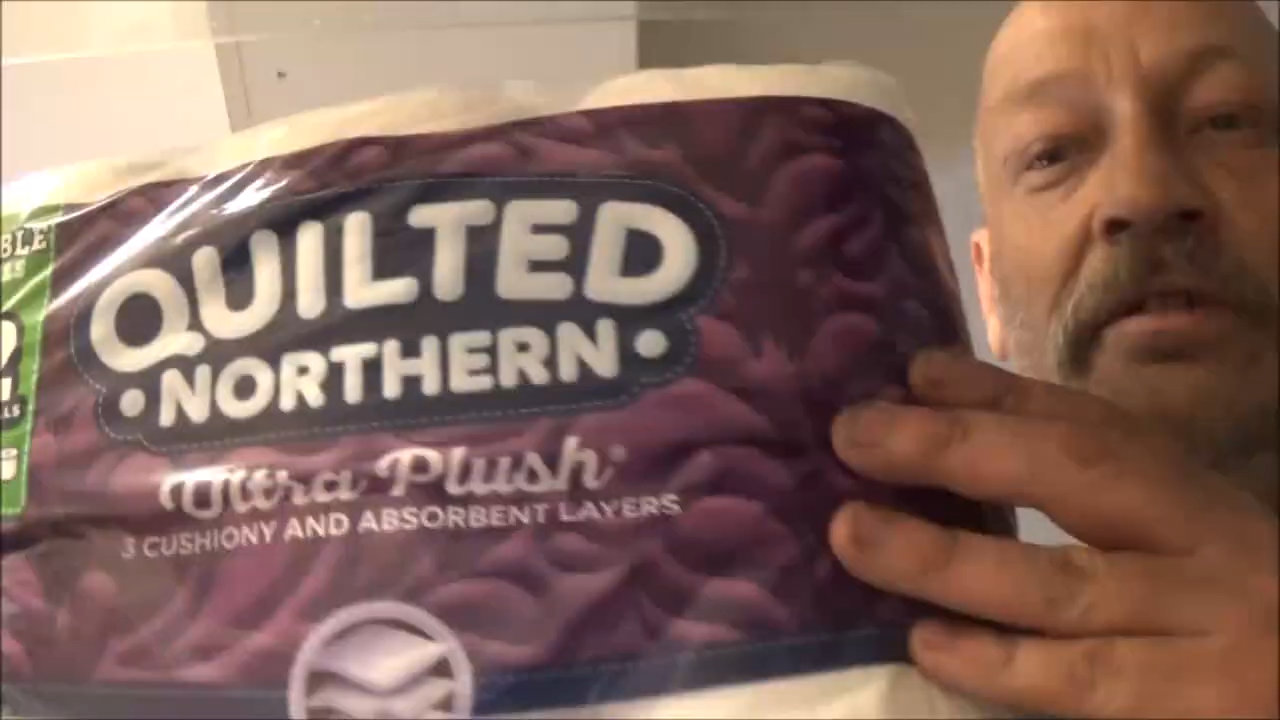 QUILTED
• NORTHERN •
Ultra Plush®
3 CUSHIONY AND ABSORBENT LAYERS